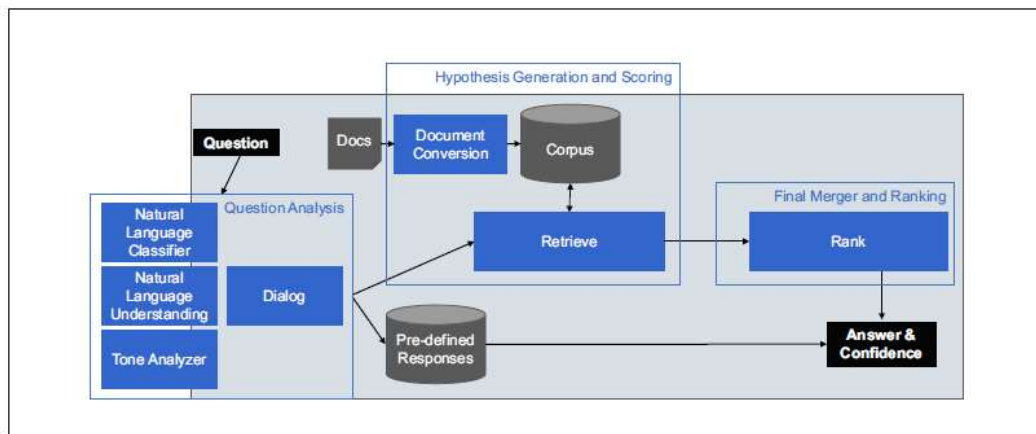 Hypothesis Generation and Scoring
Question
Docs
Document
Conversion
Corpus
Question Analysis
Natural
Language
Classifier
Natural
Language
Understanding
Tone Analyzer
Dialog
Retrieve
Final Merger and Ranking
Rank
Pre-defined
Responses
Answer &
Confidence